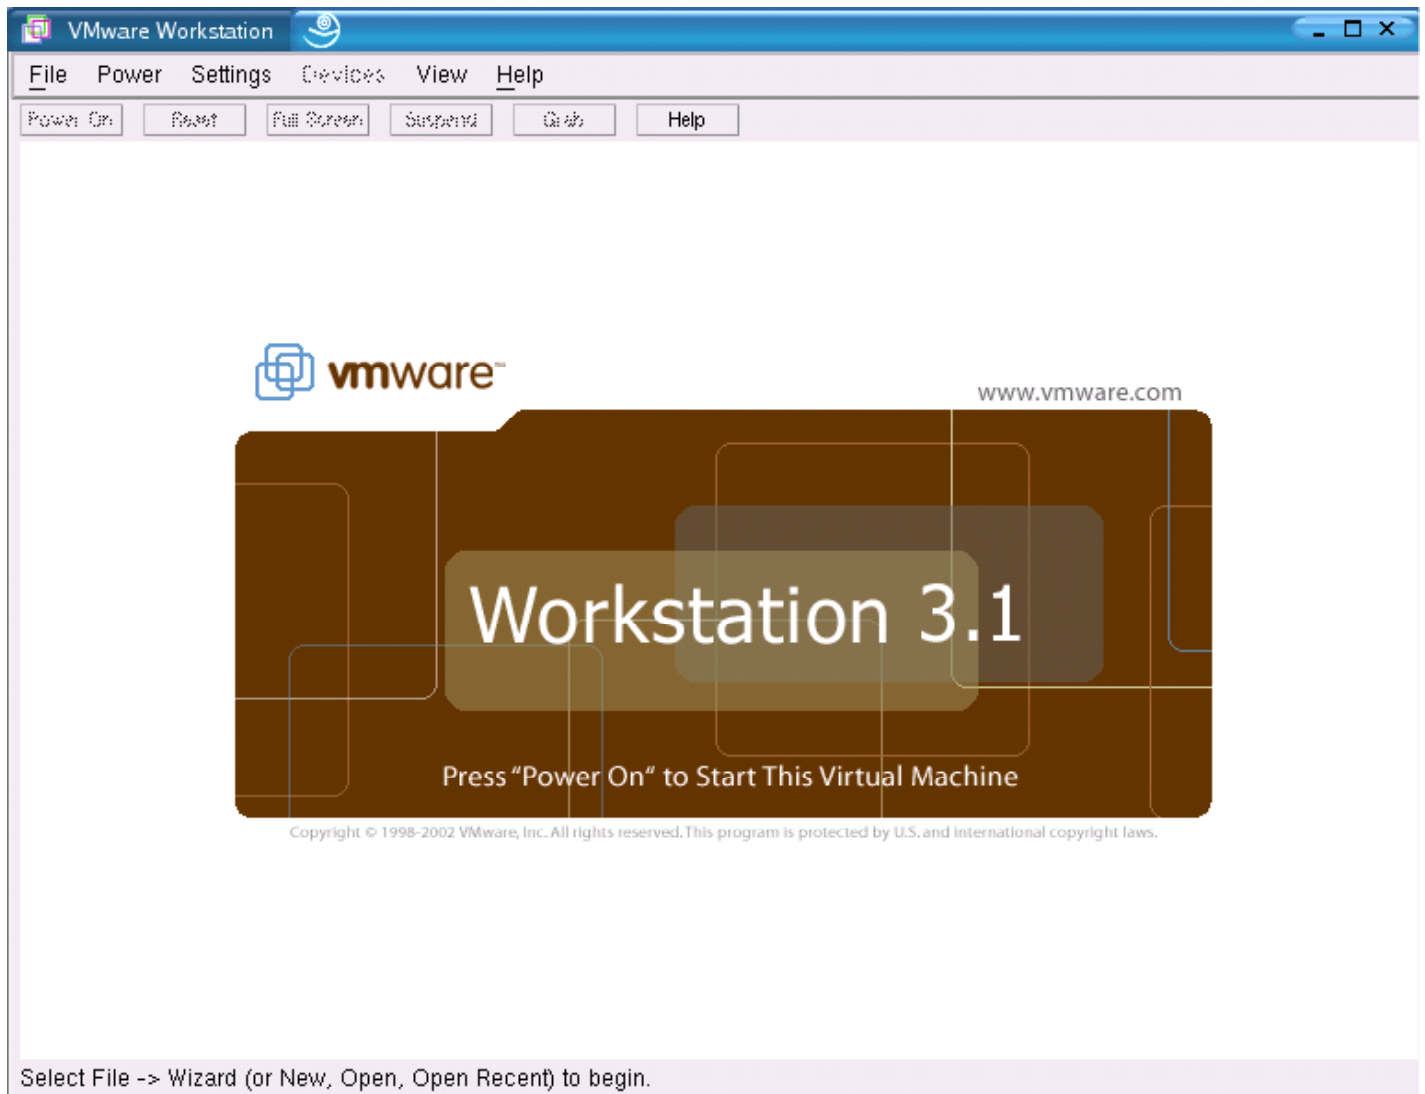 VMware Workstation
File Power Settings Devices View Help
Power On Reset Full Screen Suspend Grab Help
vmware™
www.vmware.com
Workstation 3.1
Press “Power On“ to Start This Virtual Machine
Copyright © 1998-2002 VMware, Inc. All rights reserved. This program is protected by U.S. and international copyright laws.
Select File -> Wizard (or New, Open, Open Recent) to begin.